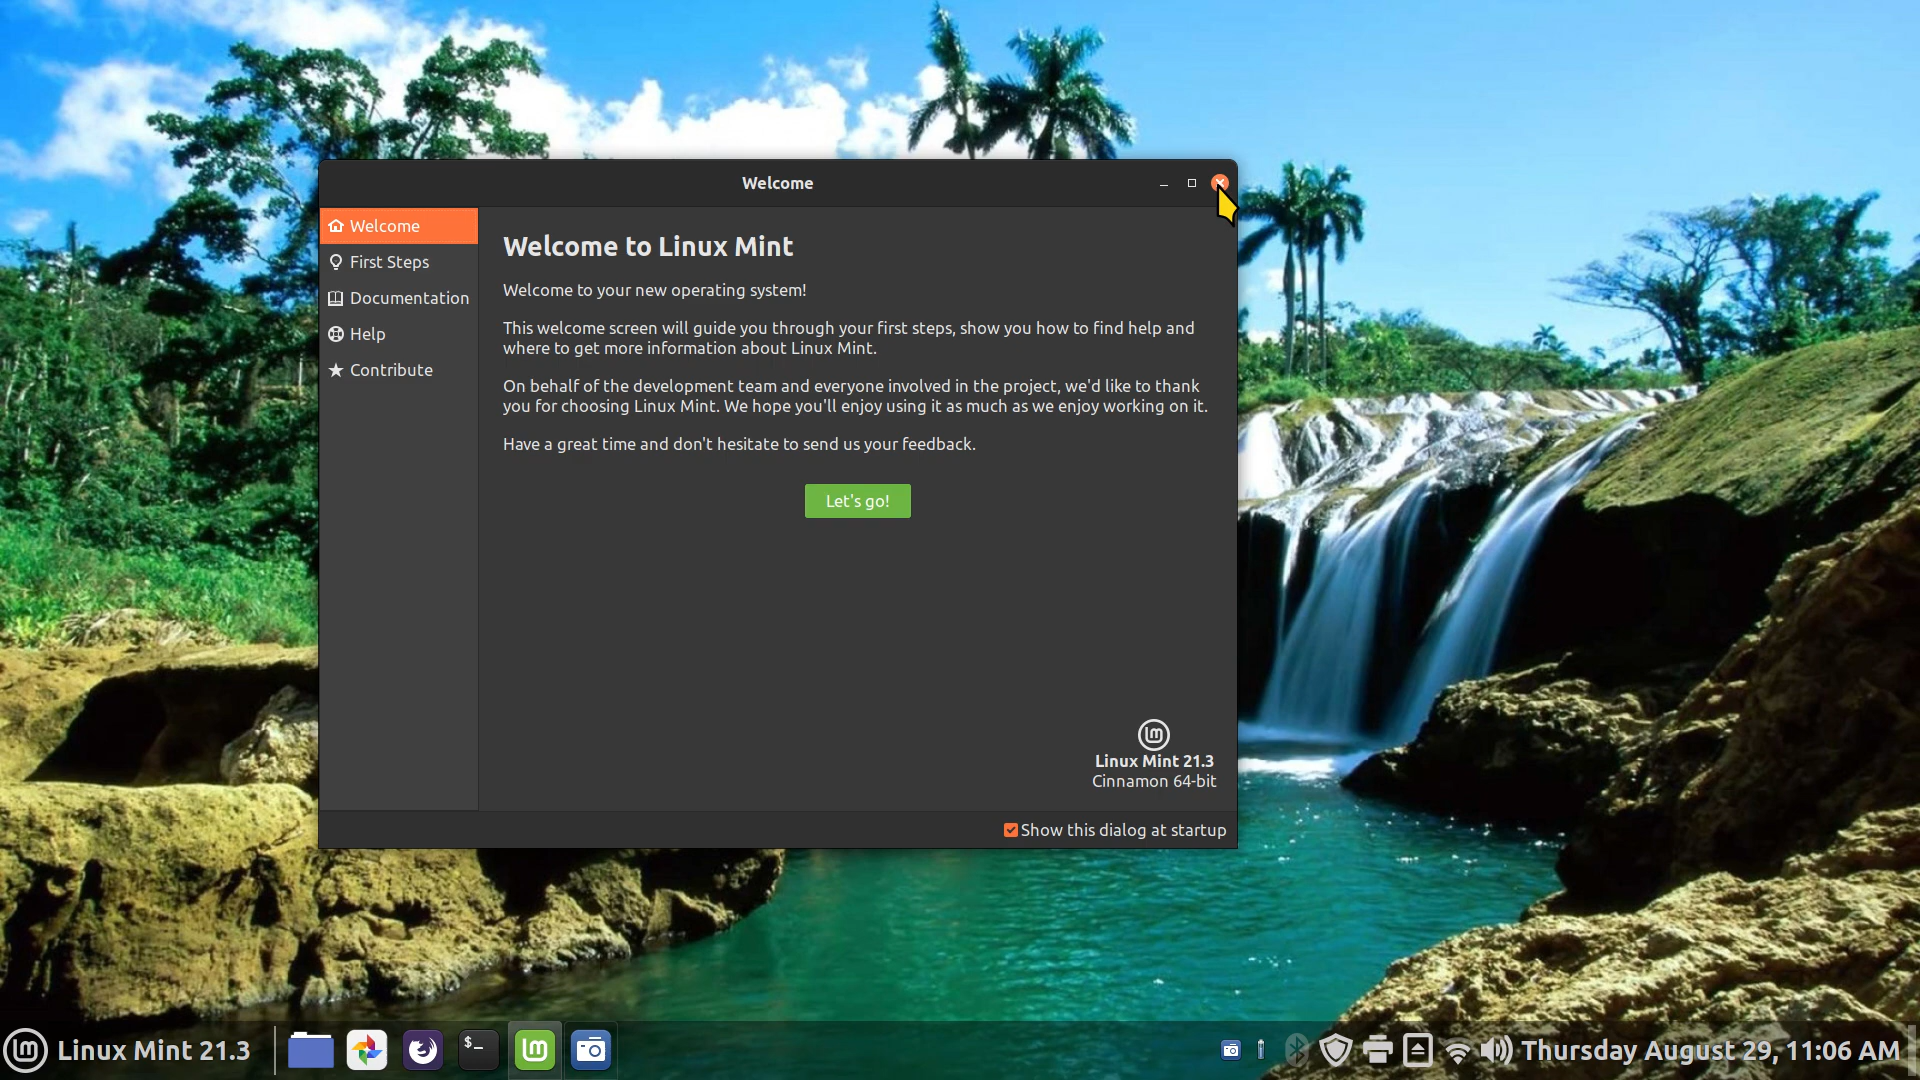 Welcome
Welcome
First Steps
Documentation
Help
Contribute
Welcome to Linux Mint
Welcome to your new operating system!
This welcome screen will guide you through your first steps, show you how to find help and
where to get more information about Linux Mint.
On behalf of the development team and everyone involved in the project, we'd like to thank
you for choosing Linux Mint. We hope you'll enjoy using it as much as we enjoy working on it.
Have a great time and don't hesitate to send us your feedback.
Let's go!
Linux Mint 21.3
Cinnamon 64-bit
Show this dialog at startup
Linux Mint 21.3
$_
Thursday August 29, 11:06 AM